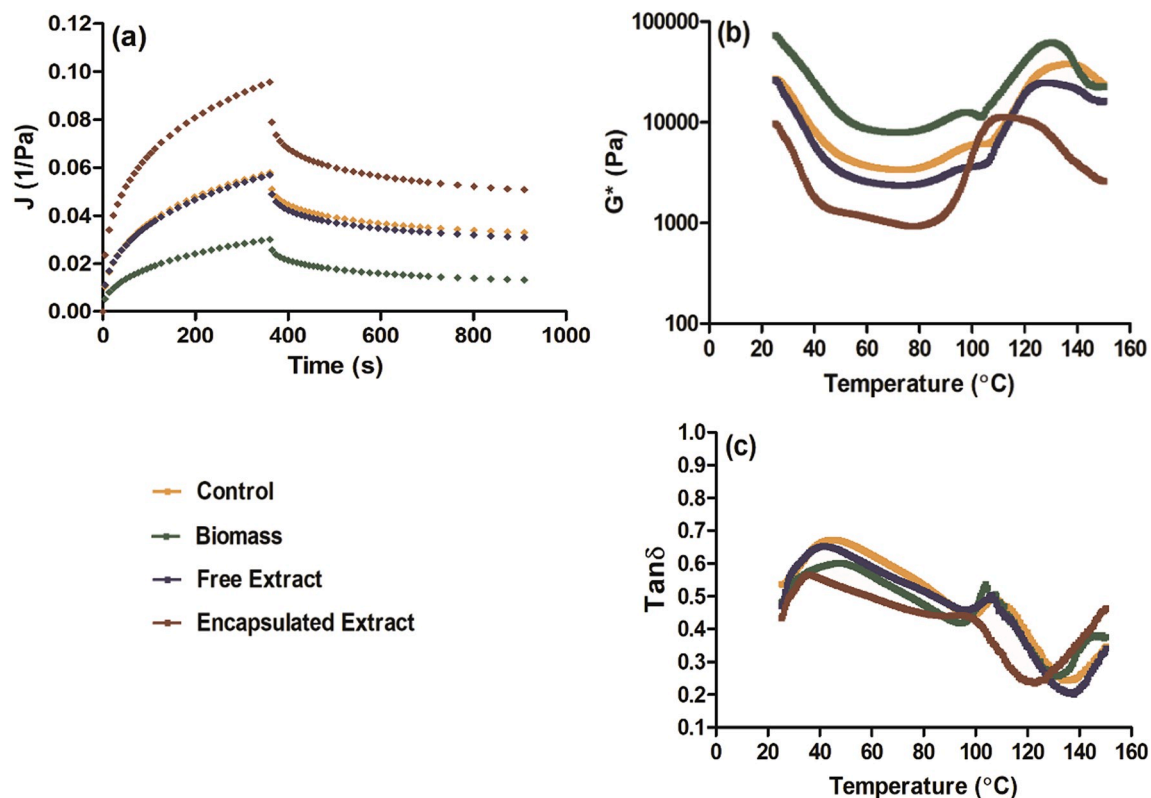 (a)
0.12
0.10
0.08
0.06
0.04
0.02
0.00
J (1/Pa)
0 200 400 600 800 1000
Time (s)
(b)
100000
10000
1000
100
G* (Pa)
0 20 40 60 80 100 120 140 160
Temperature (°C)
Control
Biomass
Free Extract
Encapsulated Extract
(c)
1.0
0.9
0.8
0.7
0.6
0.5
0.4
0.3
0.2
0.1
Tanδ
0 20 40 60 80 100 120 140 160
Temperature (°C)